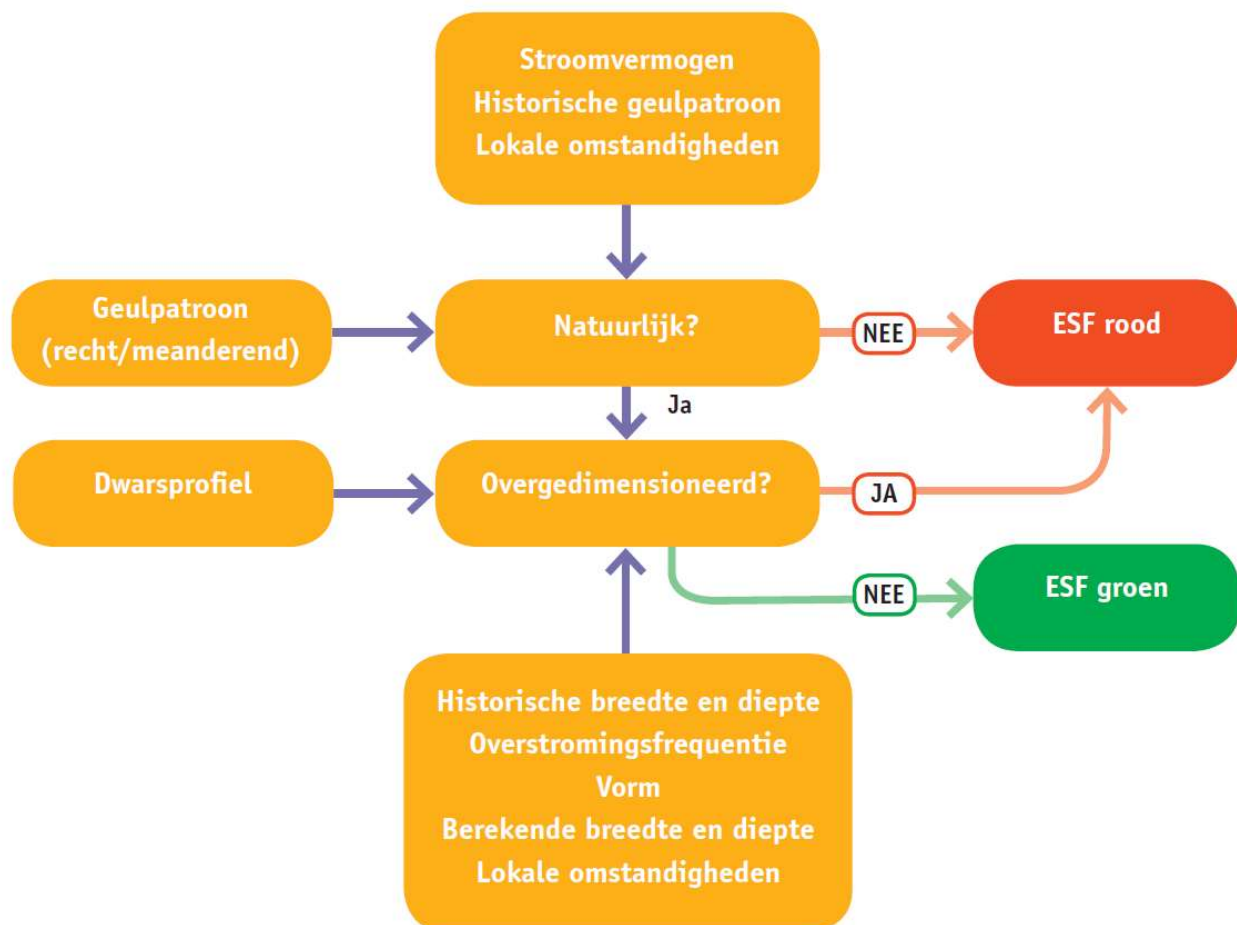 Stroomvermogen
Historische geulpatroon
Lokale omstandigheden
Geulpatroon
(recht/meanderend)
Natuurlijk?
NEE
ESF rood
Ja
Dwarsprofiel
Overgedimensioneerd?
JA
NEE
ESF groen
Historische breedte en diepte
Overstromingsfrequentie
Vorm
Berekende breedte en diepte
Lokale omstandigheden